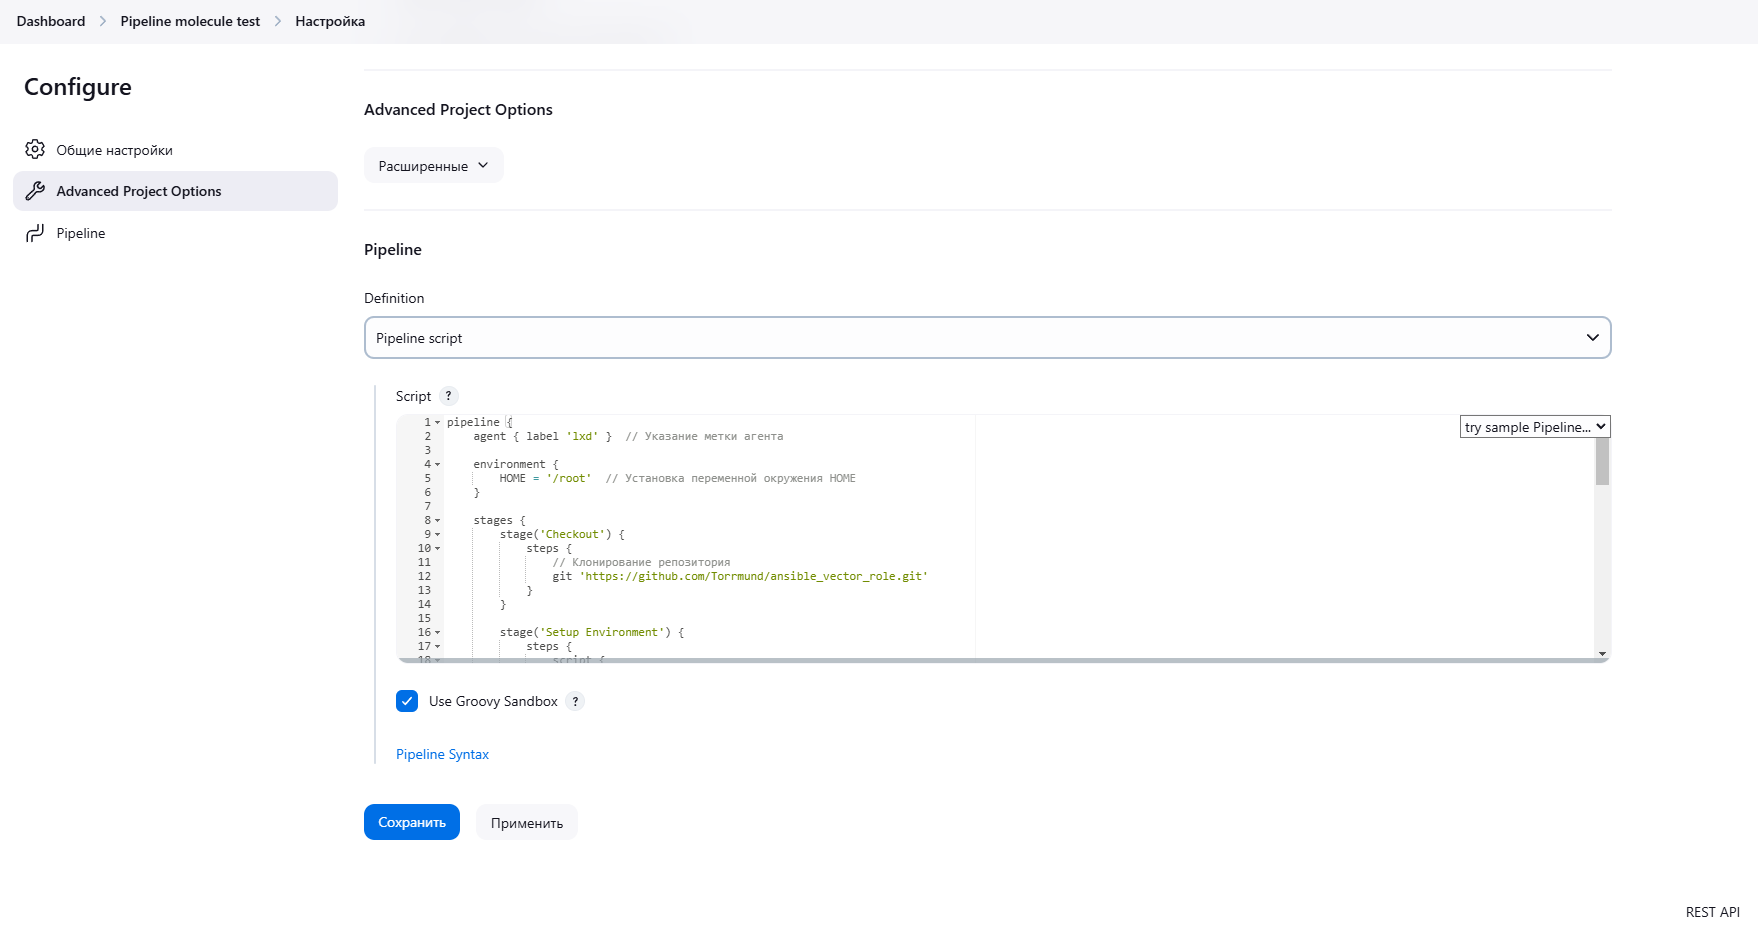 Dashboard > Pipeline molecule test > Настройка
Configure
Общие настройки
Advanced Project Options
Pipeline
Advanced Project Options
Расширенные
Pipeline
Definition
Pipeline script
Script ?
try sample Pipeline...
1 pipeline {
2 agent { label 'lxd' } // Указание метки агента
3
4 environment {
5 HOME = '/root' // Установка переменной окружения HOME
6 }
7
8 stages {
9 stage('Checkout') {
10 steps {
11 // Клонирование репозитория
12 git 'https://github.com/Torrmund/ansible_vector_role.git'
13 }
14 }
15
16 stage('Setup Environment') {
17 steps {
18 script {
Use Groovy Sandbox ?
Pipeline Syntax
Сохранить
Применить
REST API